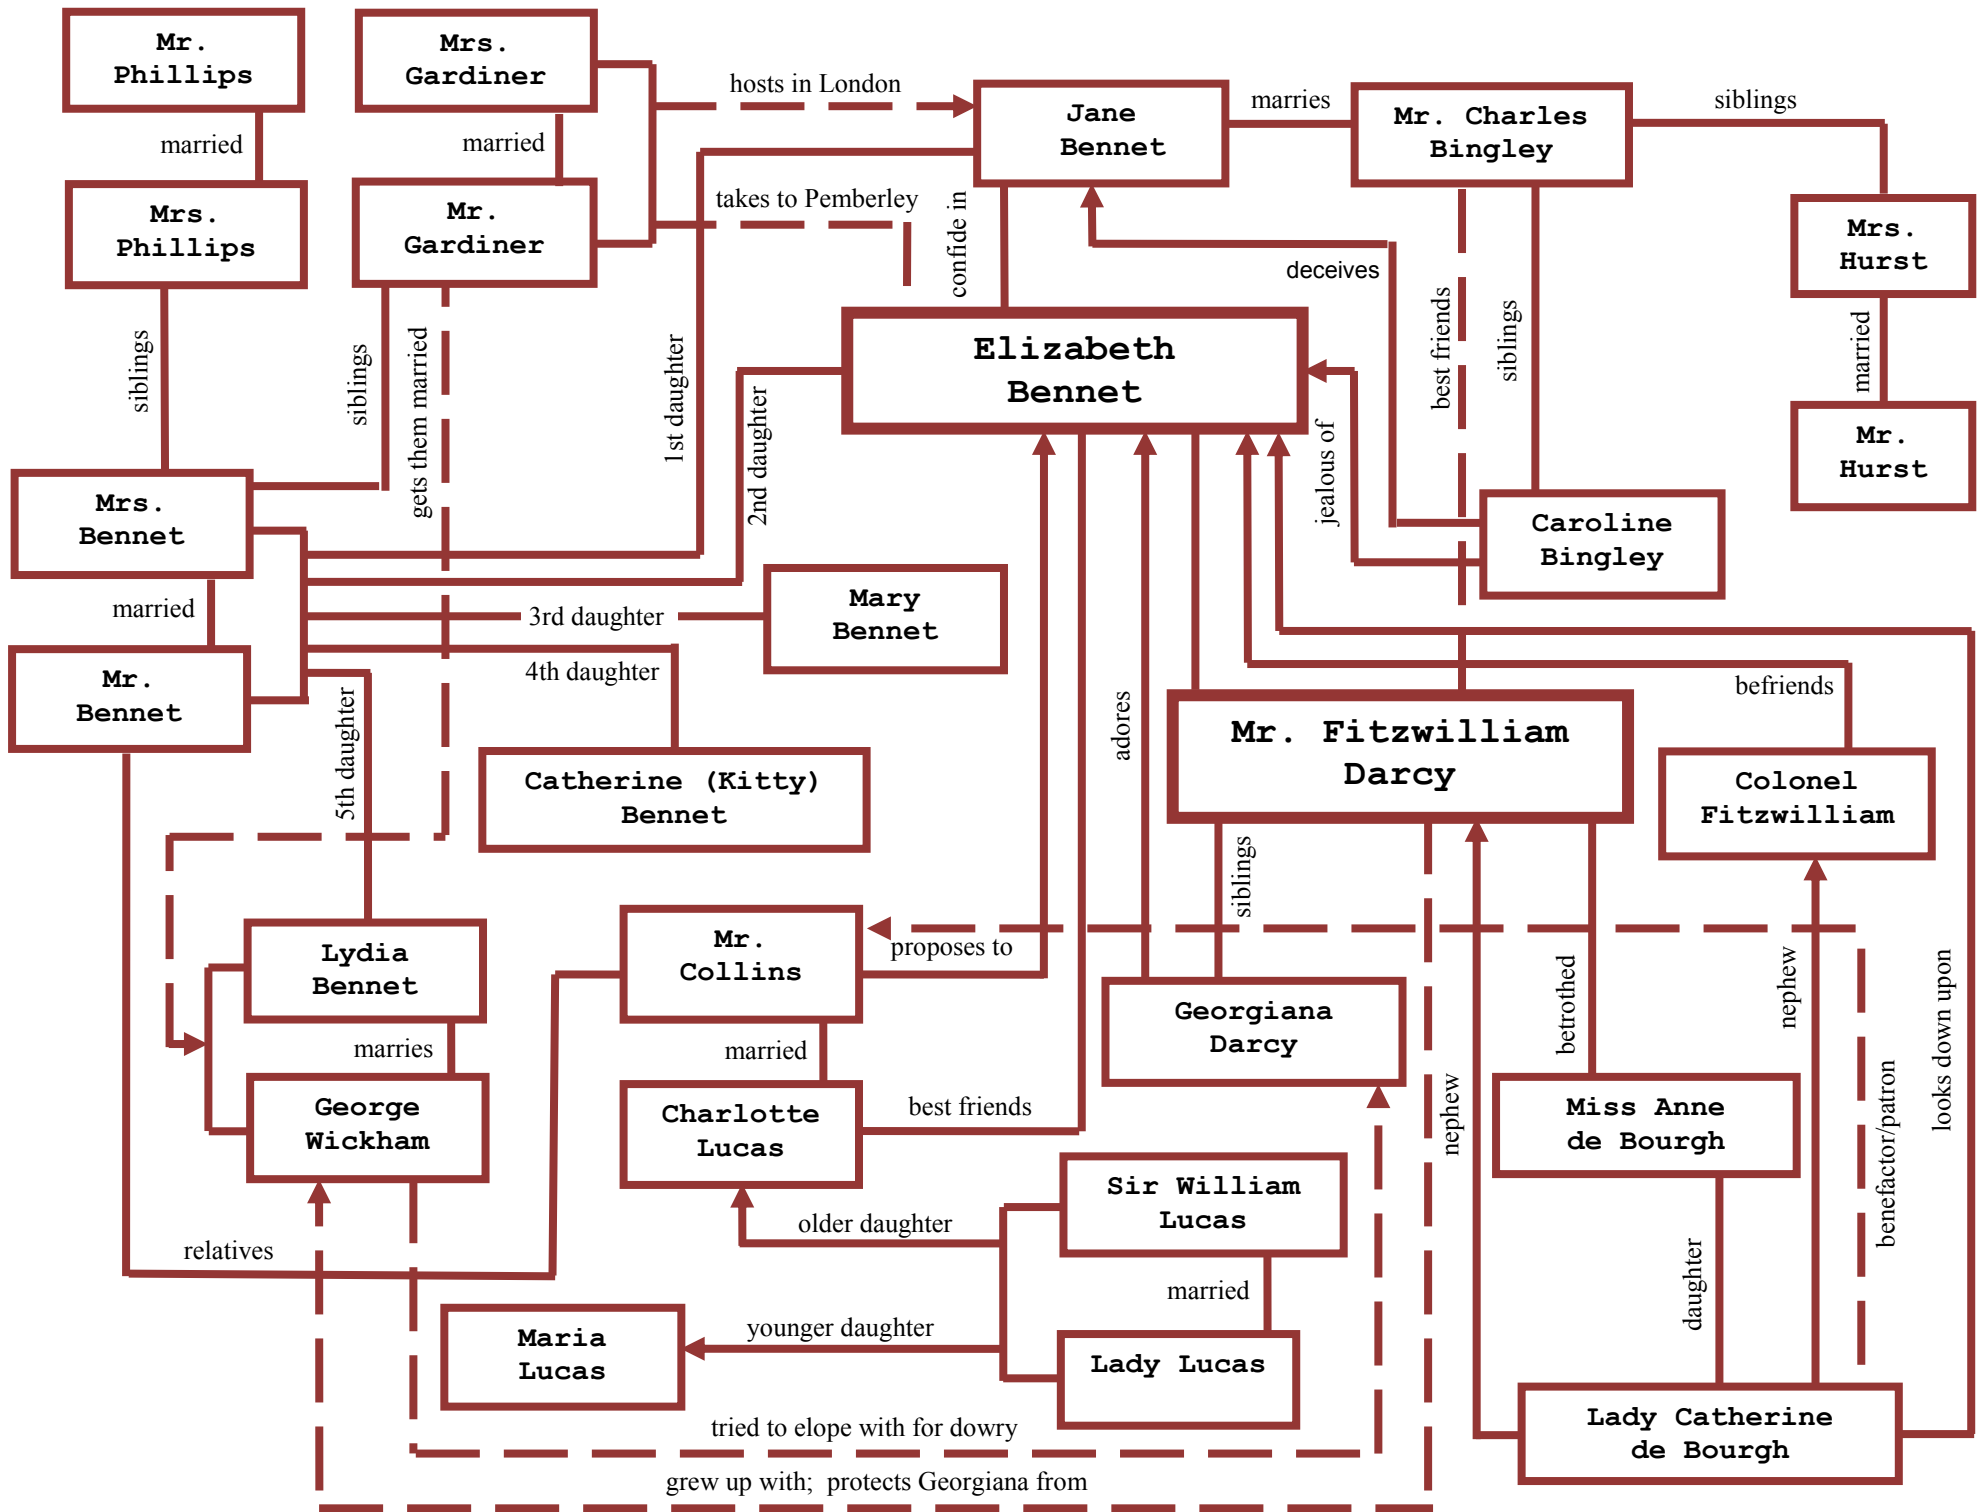 Mr.
Phillips
Mrs.
Gardiner
hosts in London
Jane
Bennet
marries
Mr. Charles
Bingley
siblings
married
married
Mrs.
Phillips
Mr.
Gardiner
takes to Pemberley
confide in
deceives
Mrs.
Hurst
siblings
siblings
gets them married
1st daughter
2nd daughter
Elizabeth
Bennet
jealous of
best friends
siblings
married
Mr.
Hurst
Mrs.
Bennet
Caroline
Bingley
married
3rd daughter
Mary
Bennet
Mr.
Bennet
4th daughter
5th daughter
Catherine (Kitty)
Bennet
adores
Mr. Fitzwilliam
Darcy
befriends
Colonel
Fitzwilliam
siblings
Lydia
Bennet
Mr.
Collins
proposes to
Georgiana
Darcy
betrothed
nephew
looks down upon
marries
married
George
Wickham
Charlotte
Lucas
best friends
nephew
Miss Anne
de Bourgh
benefactor/patron
Sir William
Lucas
older daughter
relatives
married
daughter
Maria
Lucas
younger daughter
Lady Lucas
Lady Catherine
de Bourgh
tried to elope with for dowry
grew up with;  protects Georgiana from